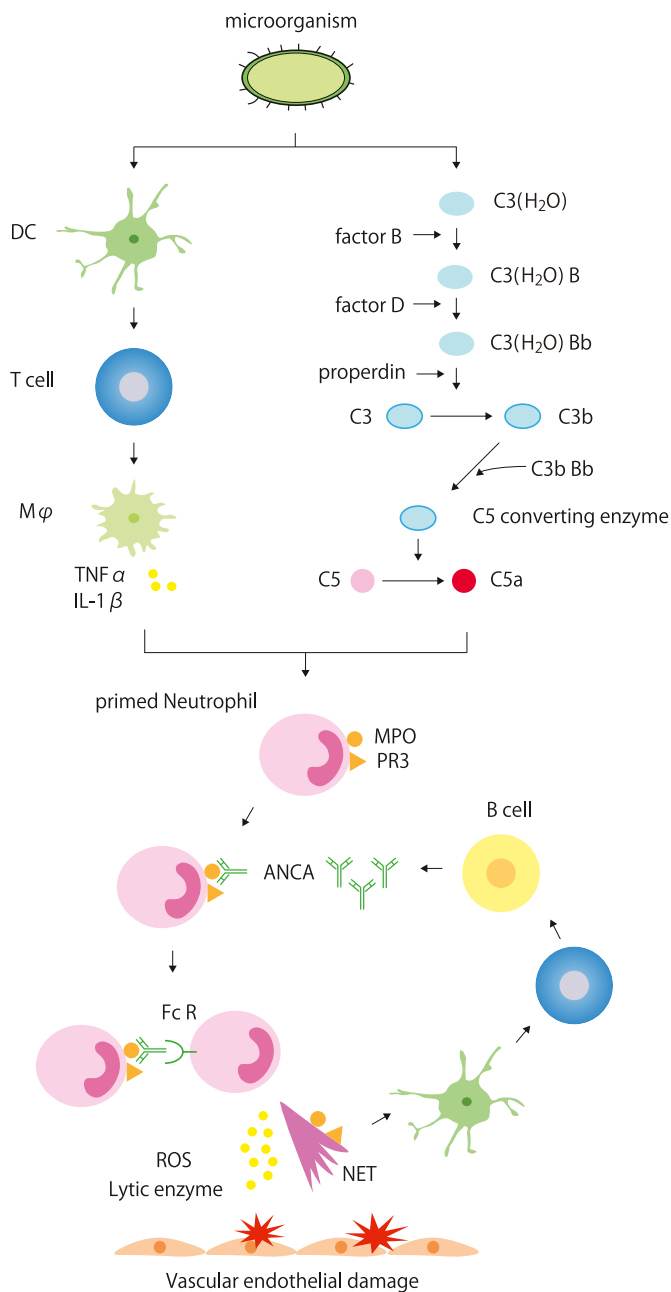 microorganism
DC
C3(H₂O)
factor B
C3(H₂O) B
factor D
C3(H₂O) Bb
T cell
properdin
C3
C3b
C3b Bb
Mφ
C5 converting enzyme
TNF α
IL-1 β
C5
C5a
primed Neutrophil
MPO
PR3
B cell
ANCA
Fc R
ROS
Lytic enzyme
NET
Vascular endothelial damage